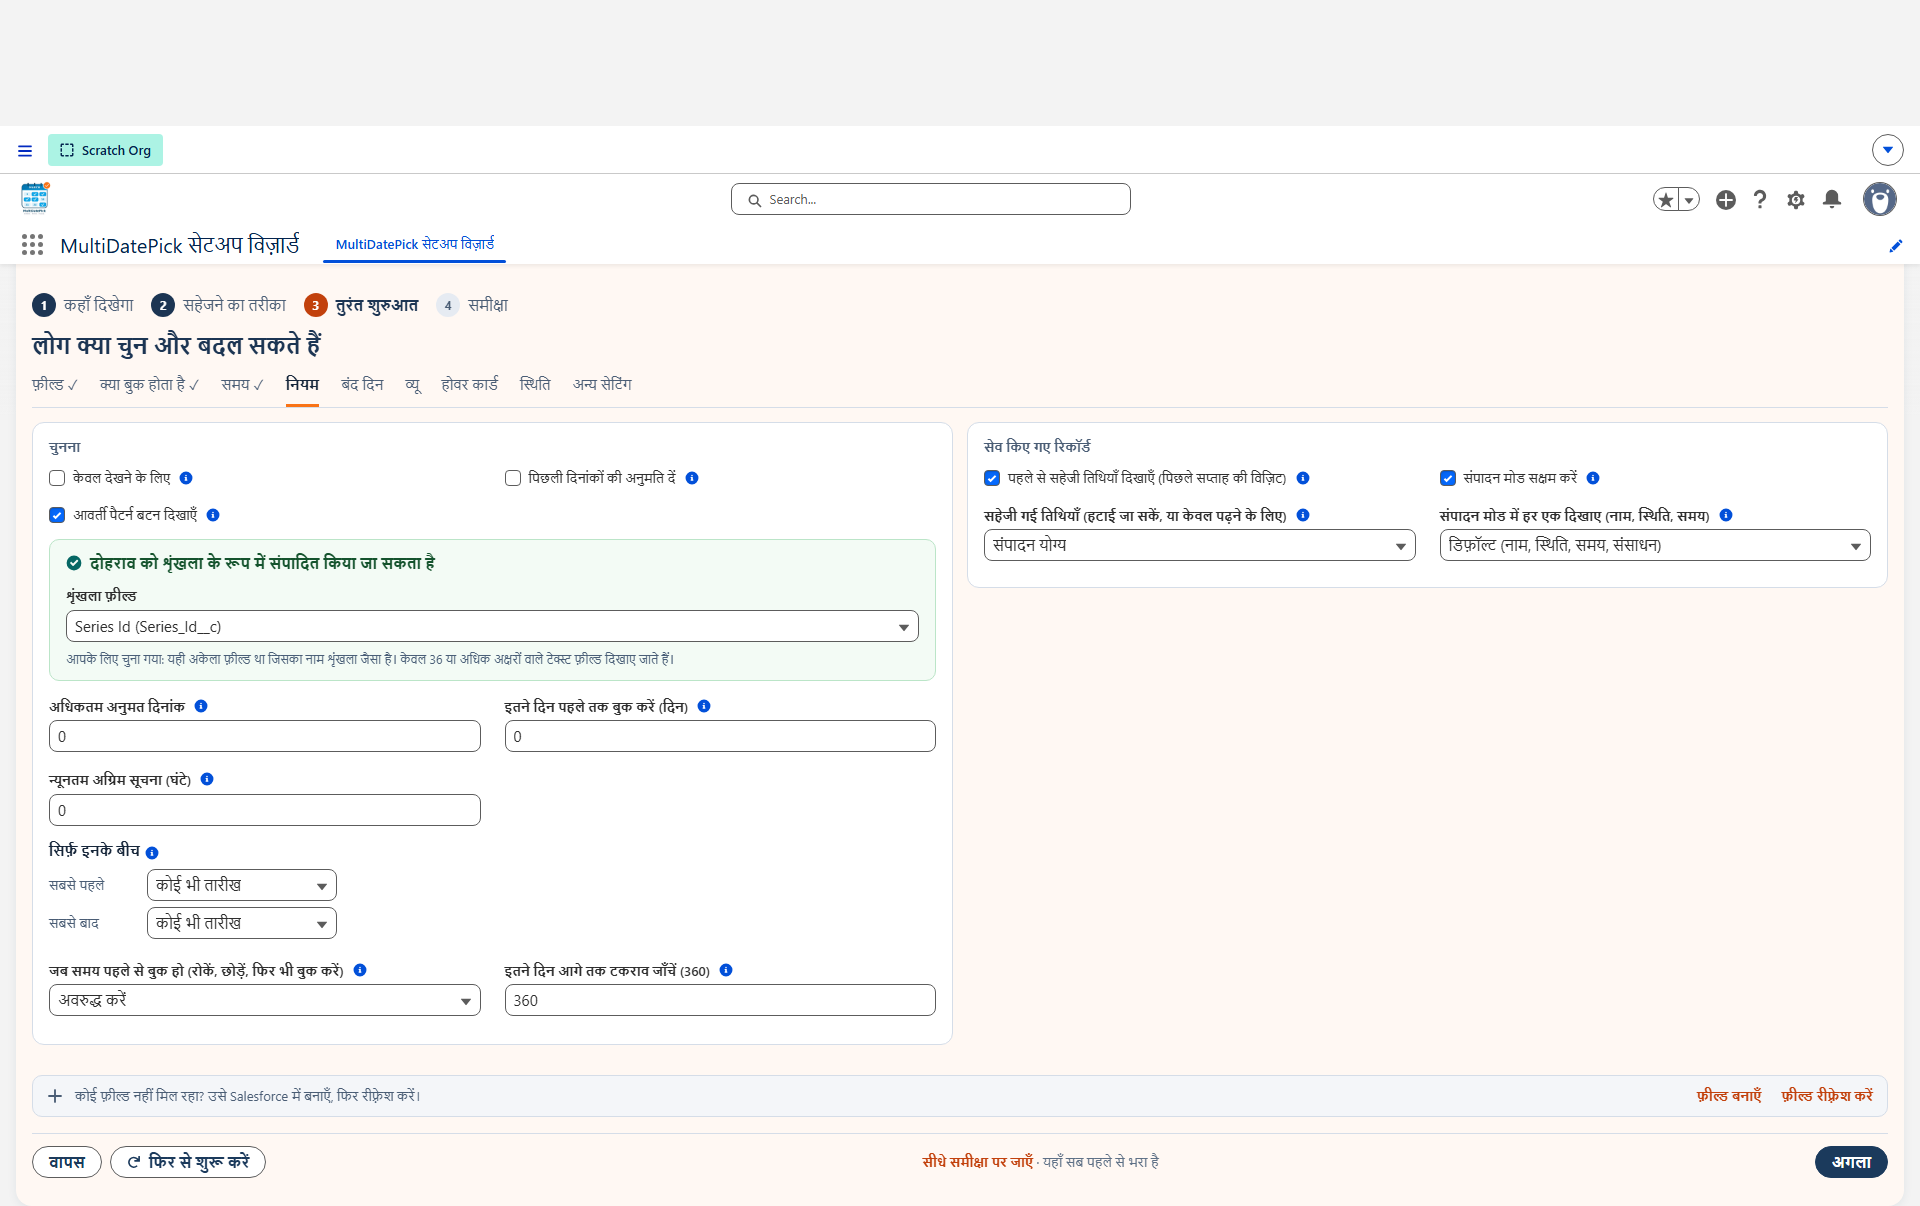 Scratch Org
Search...
MultiDatePick सेटअप विज़ार्ड
MultiDatePick सेटअप विज़ार्ड
1 कहाँ दिखेगा 2 सहेजने का तरीका 3 तुरंत शुरुआत 4 समीक्षा
लोग क्या चुन और बदल सकते हैं
फ़ील्ड ✓ क्या बुक होता है ✓ समय ✓ नियम बंद दिन व्यू होवर कार्ड स्थिति अन्य सेटिंग
चुनना
केवल देखने के लिए
पिछली दिनांकों की अनुमति दें
आवर्ती पैटर्न बटन दिखाएँ
दोहराव को शृंखला के रूप में संपादित किया जा सकता है
शृंखला फ़ील्ड
Series Id (Series_Id__c)
आपके लिए चुना गया: यही अकेला फ़ील्ड था जिसका नाम शृंखला जैसा है। केवल 36 या अधिक अक्षरों वाले टेक्स्ट फ़ील्ड दिखाए जाते हैं।
अधिकतम अनुमत दिनांक
0
इतने दिन पहले तक बुक करें (दिन)
0
न्यूनतम अग्रिम सूचना (घंटे)
0
सिर्फ़ इनके बीच
सबसे पहले कोई भी तारीख
सबसे बाद कोई भी तारीख
जब समय पहले से बुक हो (रोकें, छोड़ें, फिर भी बुक करें)
अवरुद्ध करें
इतने दिन आगे तक टकराव जाँचें (360)
360
सेव किए गए रिकॉर्ड
पहले से सहेजी तिथियाँ दिखाएँ (पिछले सप्ताह की विज़िट)
संपादन मोड सक्षम करें
सहेजी गई तिथियाँ (हटाई जा सकें, या केवल पढ़ने के लिए)
संपादन योग्य
संपादन मोड में हर एक दिखाए (नाम, स्थिति, समय)
डिफ़ॉल्ट (नाम, स्थिति, समय, संसाधन)
कोई फ़ील्ड नहीं मिल रहा? उसे Salesforce में बनाएँ, फिर रीफ़्रेश करें।
फ़ील्ड बनाएँ फ़ील्ड रीफ़्रेश करें
वापस फिर से शुरू करें
सीधे समीक्षा पर जाएँ · यहाँ सब पहले से भरा है
अगला